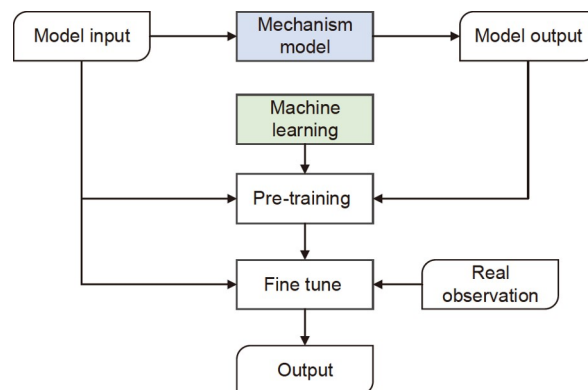 Model input
Mechanism
model
Model output
Machine
learning
Pre-training
Fine tune
Real
observation
Output